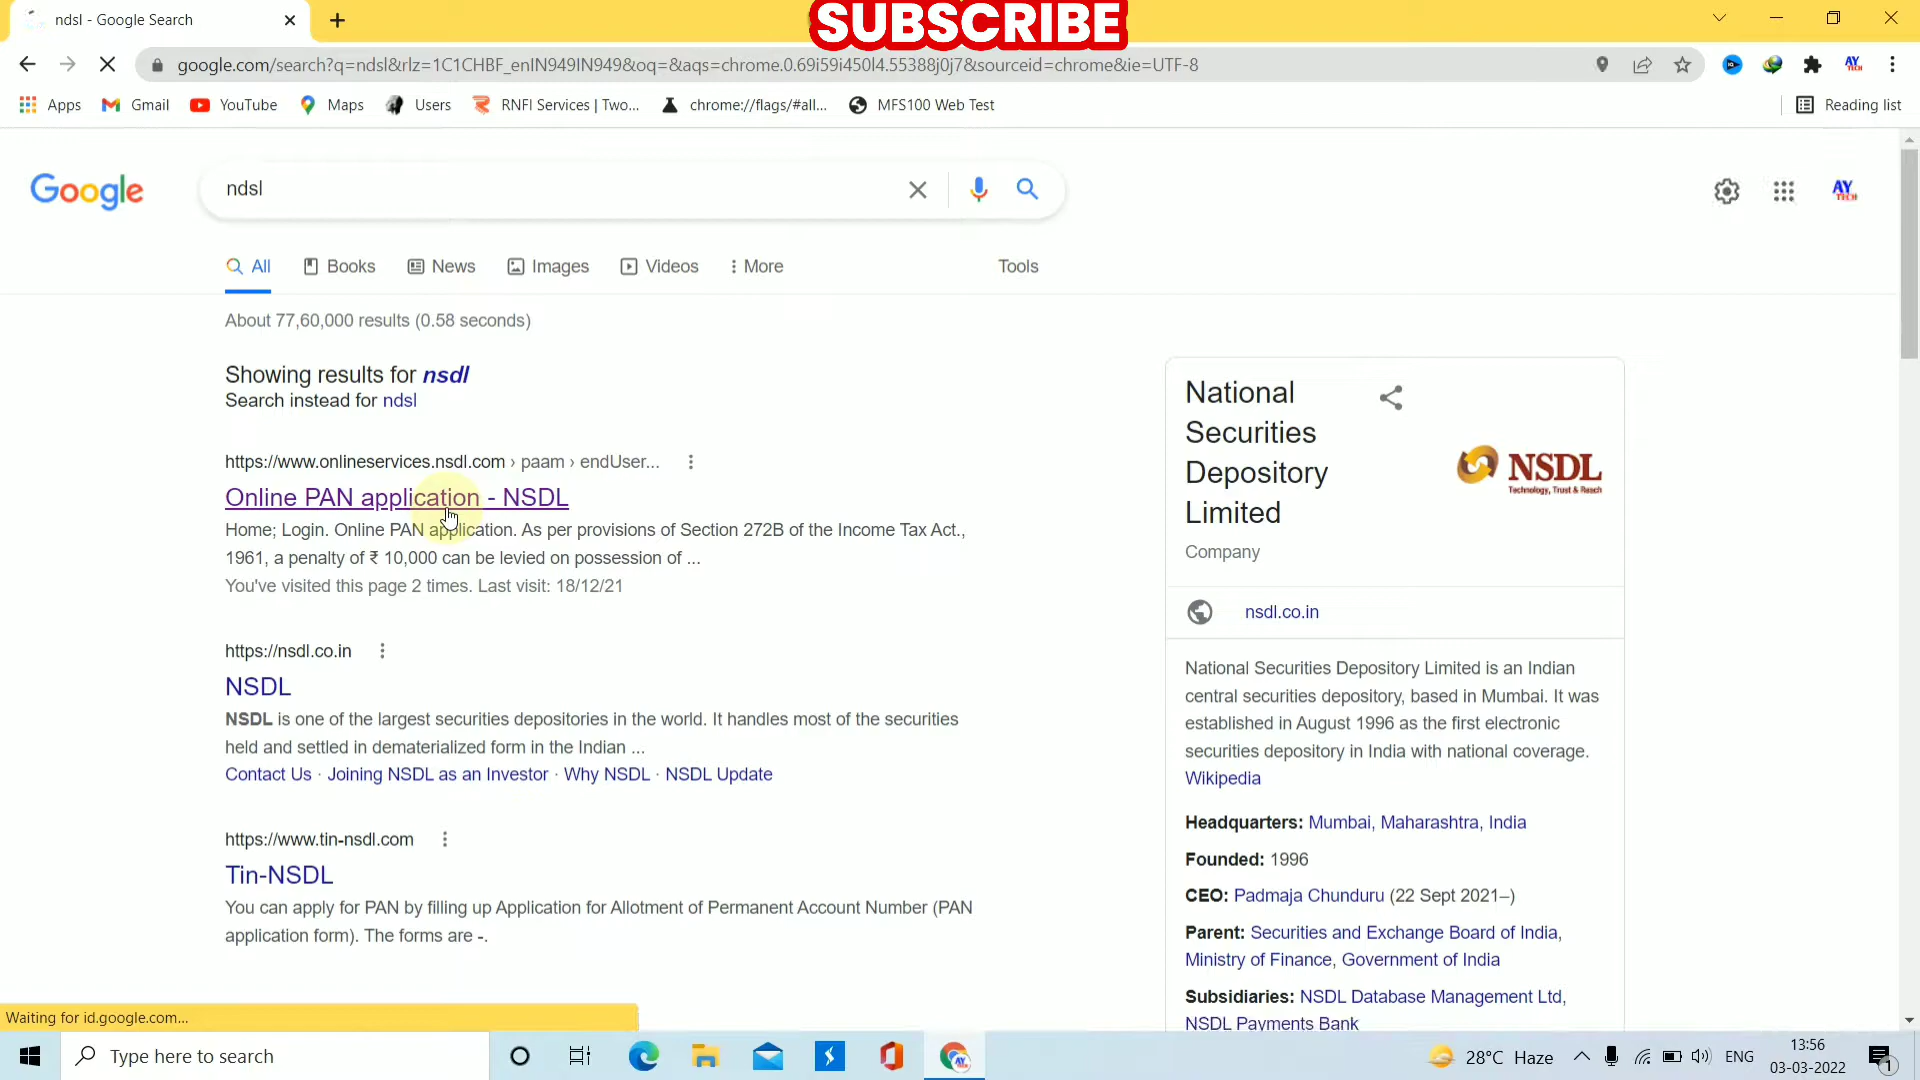 SUBSCRIBE
ndsl - Google Search
google.com/search?q=ndsl&rlz=1C1CHBF_enIN949IN949&oq=&aqs=chrome.0.69i59i450l4.55388j0j7&sourceid=chrome&ie=UTF-8
AY TECH
Apps Gmail YouTube Maps Users RNFI Services | Two... chrome://flags/#all... MFS100 Web Test Reading list
Google
ndsl
AY TECH
All Books News Images Videos More Tools
About 77,60,000 results (0.58 seconds)
Showing results for nsdl
Search instead for ndsl
https://www.onlineservices.nsdl.com › paam › endUser...
Online PAN application - NSDL
Home; Login. Online PAN application. As per provisions of Section 272B of the Income Tax Act.,
1961, a penalty of ₹ 10,000 can be levied on possession of ...
You've visited this page 2 times. Last visit: 18/12/21
https://nsdl.co.in
NSDL
NSDL is one of the largest securities depositories in the world. It handles most of the securities
held and settled in dematerialized form in the Indian ...
Contact Us · Joining NSDL as an Investor · Why NSDL · NSDL Update
https://www.tin-nsdl.com
Tin-NSDL
You can apply for PAN by filling up Application for Allotment of Permanent Account Number (PAN
application form). The forms are -.
National
Securities
Depository
Limited
Company
NSDL
Technology, Trust & Reach
nsdl.co.in
National Securities Depository Limited is an Indian
central securities depository, based in Mumbai. It was
established in August 1996 as the first electronic
securities depository in India with national coverage.
Wikipedia
Headquarters: Mumbai, Maharashtra, India
Founded: 1996
CEO: Padmaja Chunduru (22 Sept 2021–)
Parent: Securities and Exchange Board of India,
Ministry of Finance, Government of India
Subsidiaries: NSDL Database Management Ltd,
NSDL Payments Bank
Waiting for id.google.com...
Type here to search
AY
28°C Haze
ENG
13:56
03-03-2022
1